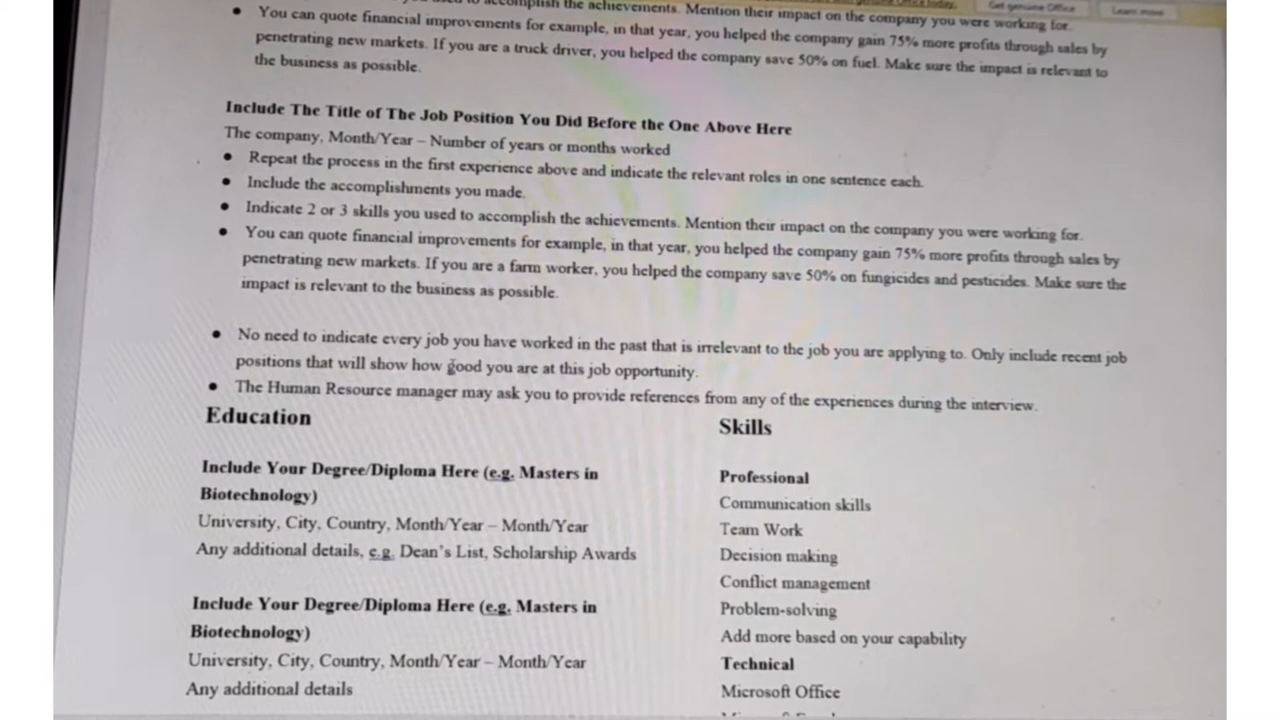 accomplish the achievements. Mention their impact on the company you were working for.
Get genuine Office
Learn more
● You can quote financial improvements for example, in that year, you helped the company gain 75% more profits through sales by
penetrating new markets. If you are a truck driver, you helped the company save 50% on fuel. Make sure the impact is relevant to
the business as possible.
Include The Title of The Job Position You Did Before the One Above Here
The company, Month/Year – Number of years or months worked
● Repeat the process in the first experience above and indicate the relevant roles in one sentence each.
● Include the accomplishments you made.
● Indicate 2 or 3 skills you used to accomplish the achievements. Mention their impact on the company you were working for.
● You can quote financial improvements for example, in that year, you helped the company gain 75% more profits through sales by
penetrating new markets. If you are a farm worker, you helped the company save 50% on fungicides and pesticides. Make sure the
impact is relevant to the business as possible.
● No need to indicate every job you have worked in the past that is irrelevant to the job you are applying to. Only include recent job
positions that will show how good you are at this job opportunity.
● The Human Resource manager may ask you to provide references from any of the experiences during the interview.
Education
Include Your Degree/Diploma Here (e.g. Masters in
Biotechnology)
University, City, Country, Month/Year – Month/Year
Any additional details, e.g. Dean's List, Scholarship Awards
Include Your Degree/Diploma Here (e.g. Masters in
Biotechnology)
University, City, Country, Month/Year – Month/Year
Any additional details
Skills
Professional
Communication skills
Team Work
Decision making
Conflict management
Problem-solving
Add more based on your capability
Technical
Microsoft Office